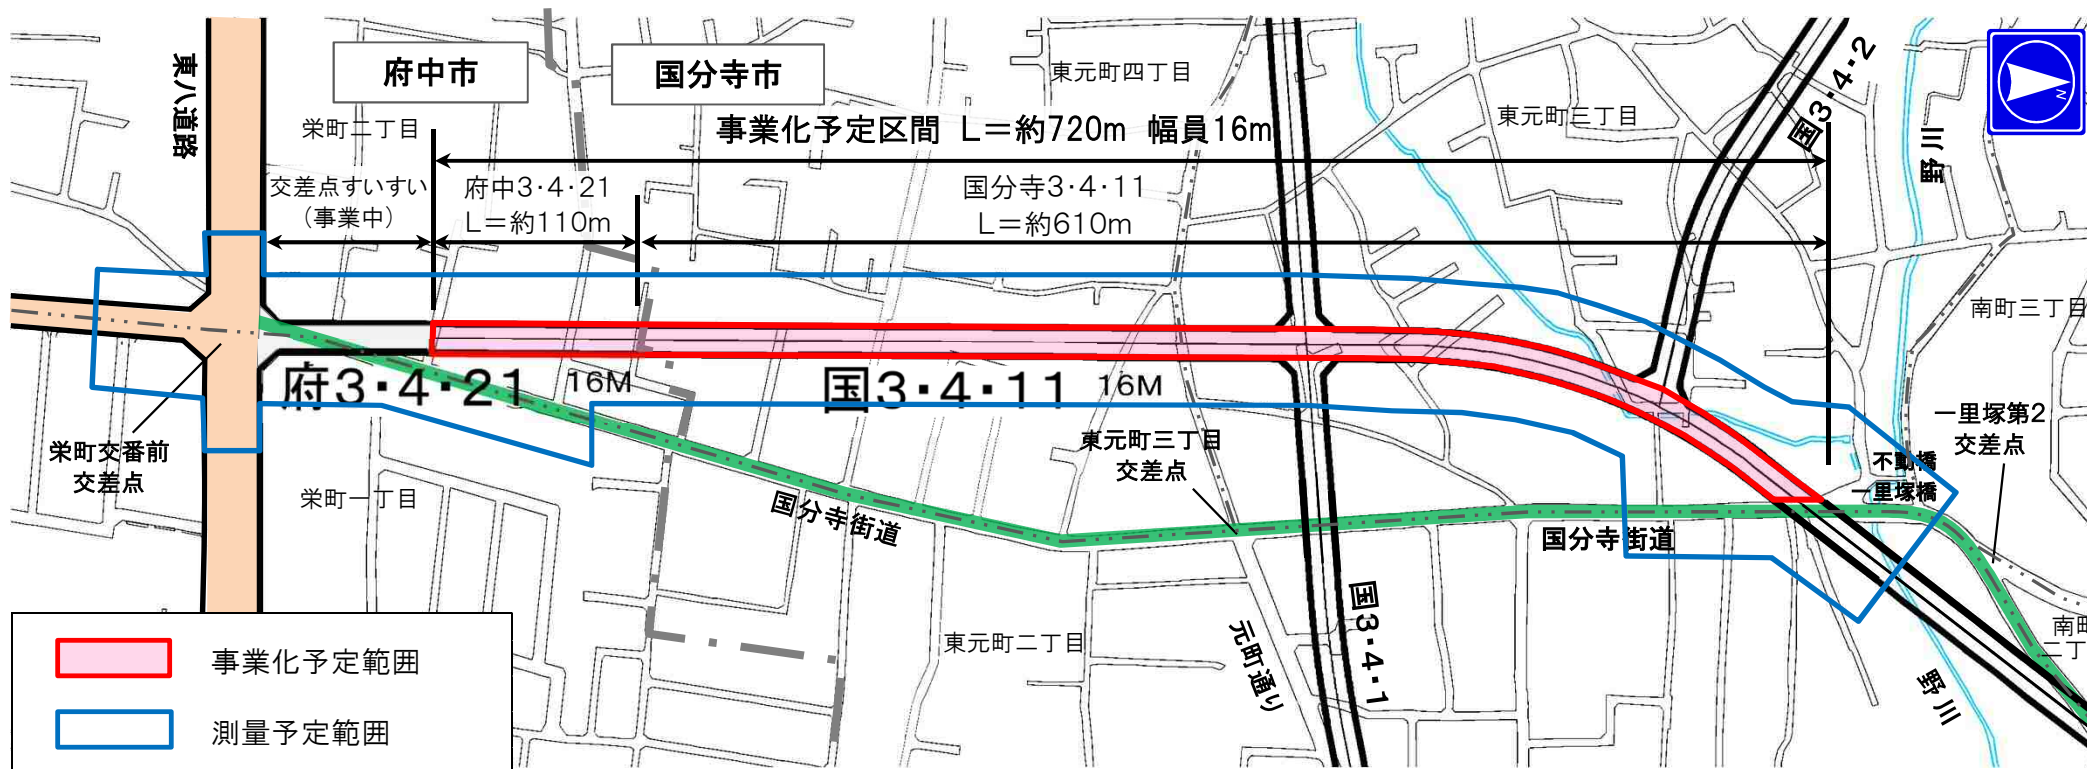 東八道路
府中市
国分寺市
栄町二丁目
東元町四丁目
東元町三丁目
国3・4・2
野川
N
事業化予定区間 L=約720m 幅員16m
交差点すいすい
(事業中)
府中3・4・21
L=約110m
国分寺3・4・11
L=約610m
南町三丁目
府3・4・21 16M
国3・4・11 16M
栄町交番前
交差点
栄町一丁目
国分寺街道
東元町三丁目
交差点
一里塚第2
交差点
不動橋
一里塚橋
国分寺街道
東元町二丁目
元町通り
国3・4・1
野川
南町
二丁
事業化予定範囲
測量予定範囲